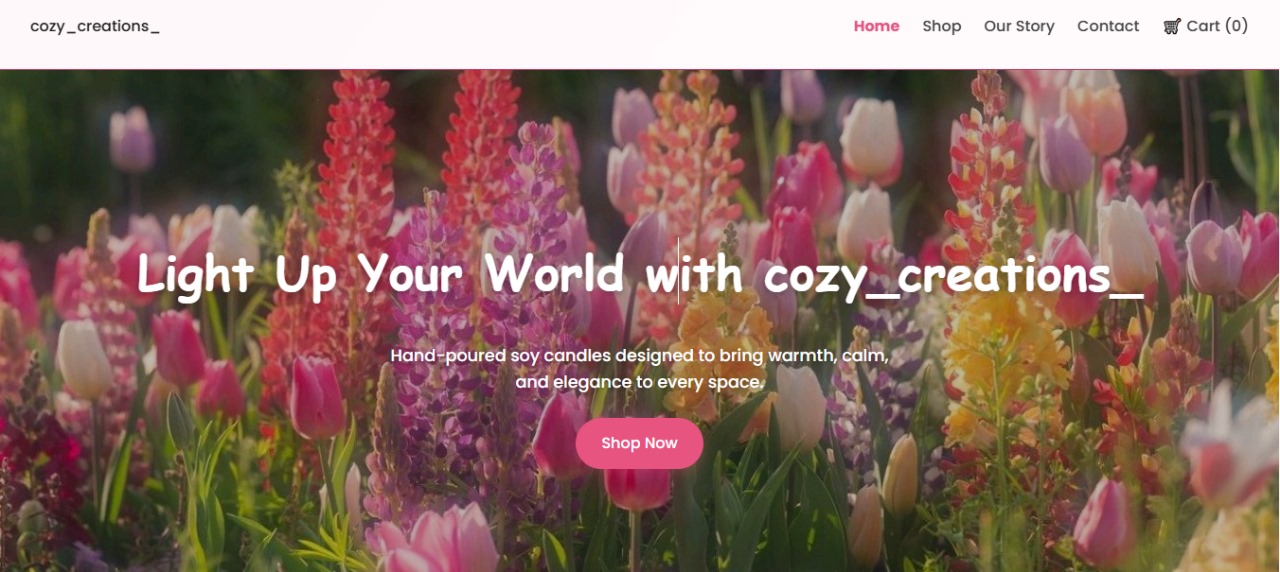 cozy_creations_
Home Shop Our Story Contact Cart (0)
Light Up Your World with cozy_creations_
Hand-poured soy candles designed to bring warmth, calm,
and elegance to every space.
Shop Now